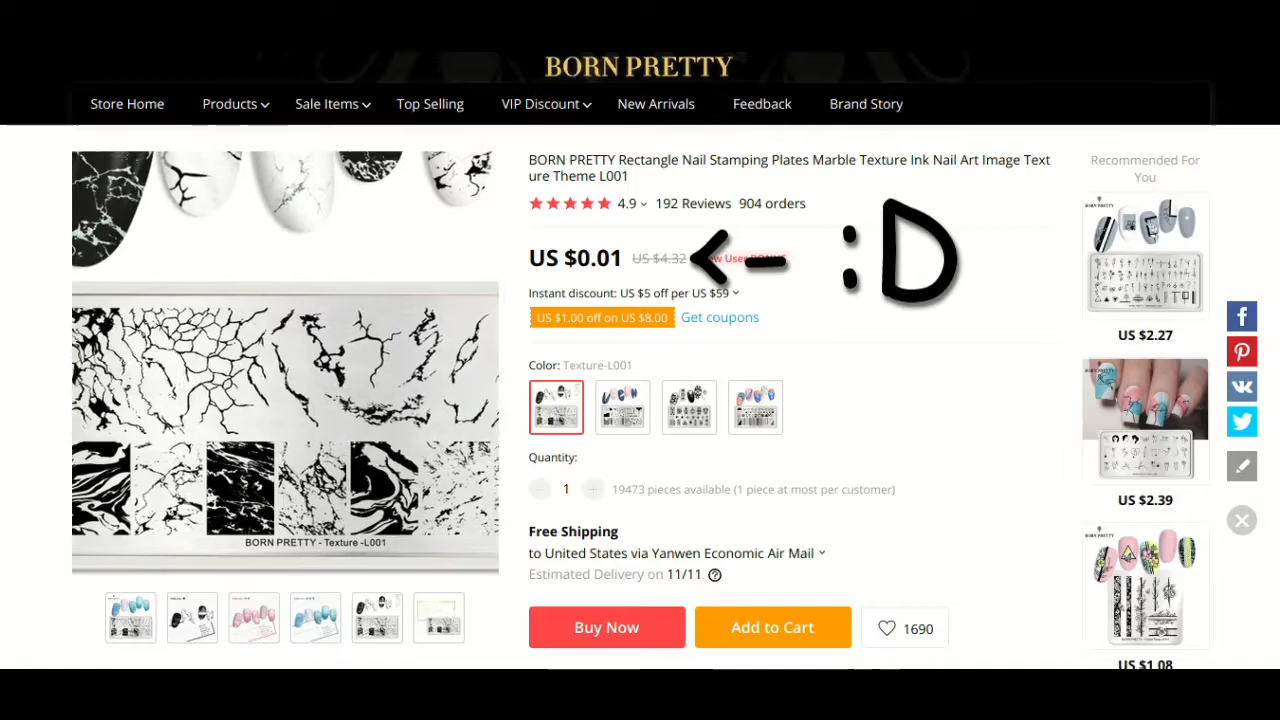 BORN PRETTY
Store Home Products Sale Items Top Selling VIP Discount New Arrivals Feedback Brand Story
BORN PRETTY Rectangle Nail Stamping Plates Marble Texture Ink Nail Art Image Text
ure Theme L001
4.9 192 Reviews 904 orders
US $0.01 US $4.32 <- :D
Instant discount: US $5 off per US $59
US $1.00 off on US $8.00 Get coupons
Color: Texture-L001
Quantity:
1 19473 pieces available (1 piece at most per customer)
Free Shipping
to United States via Yanwen Economic Air Mail
Estimated Delivery on 11/11
Buy Now Add to Cart 1690
BORN PRETTY - Texture -L001
Recommended For
You
US $2.27
US $2.39
US $1.08